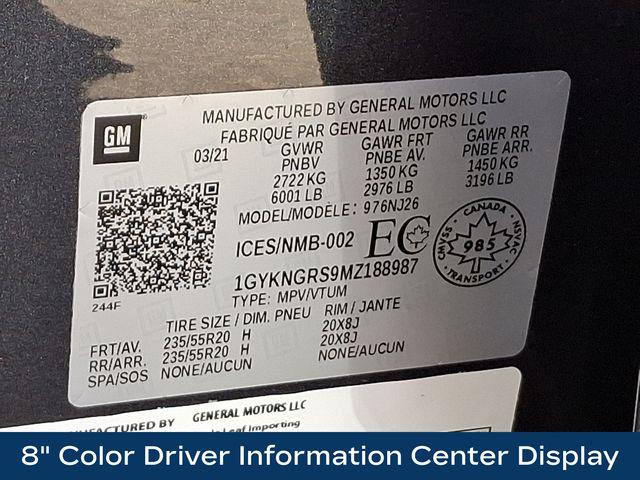 GM
MANUFACTURED BY GENERAL MOTORS LLC
FABRIQUÉ PAR GENERAL MOTORS LLC
03/21 GVWR GAWR FRT GAWR RR
PNBV PNBE AV. PNBE ARR.
2722 KG 1350 KG 1450 KG
6001 LB 2976 LB 3196 LB
MODEL/MODÈLE: 976NJ26
ICES/NMB-002 EC
CANADA
CMVSS 985 NSVAC
TRANSPORT
1GYKNGRS9MZ188987
244F
TYPE: MPV/VTUM
TIRE SIZE / DIM. PNEU RIM / JANTE
FRT/AV. 235/55R20 H 20X8J
RR/ARR. 235/55R20 H 20X8J
SPA/SOS NONE/AUCUN NONE/AUCUN
GENERAL MOTORS LLC
Leaf Importing
8" Color Driver Information Center Display